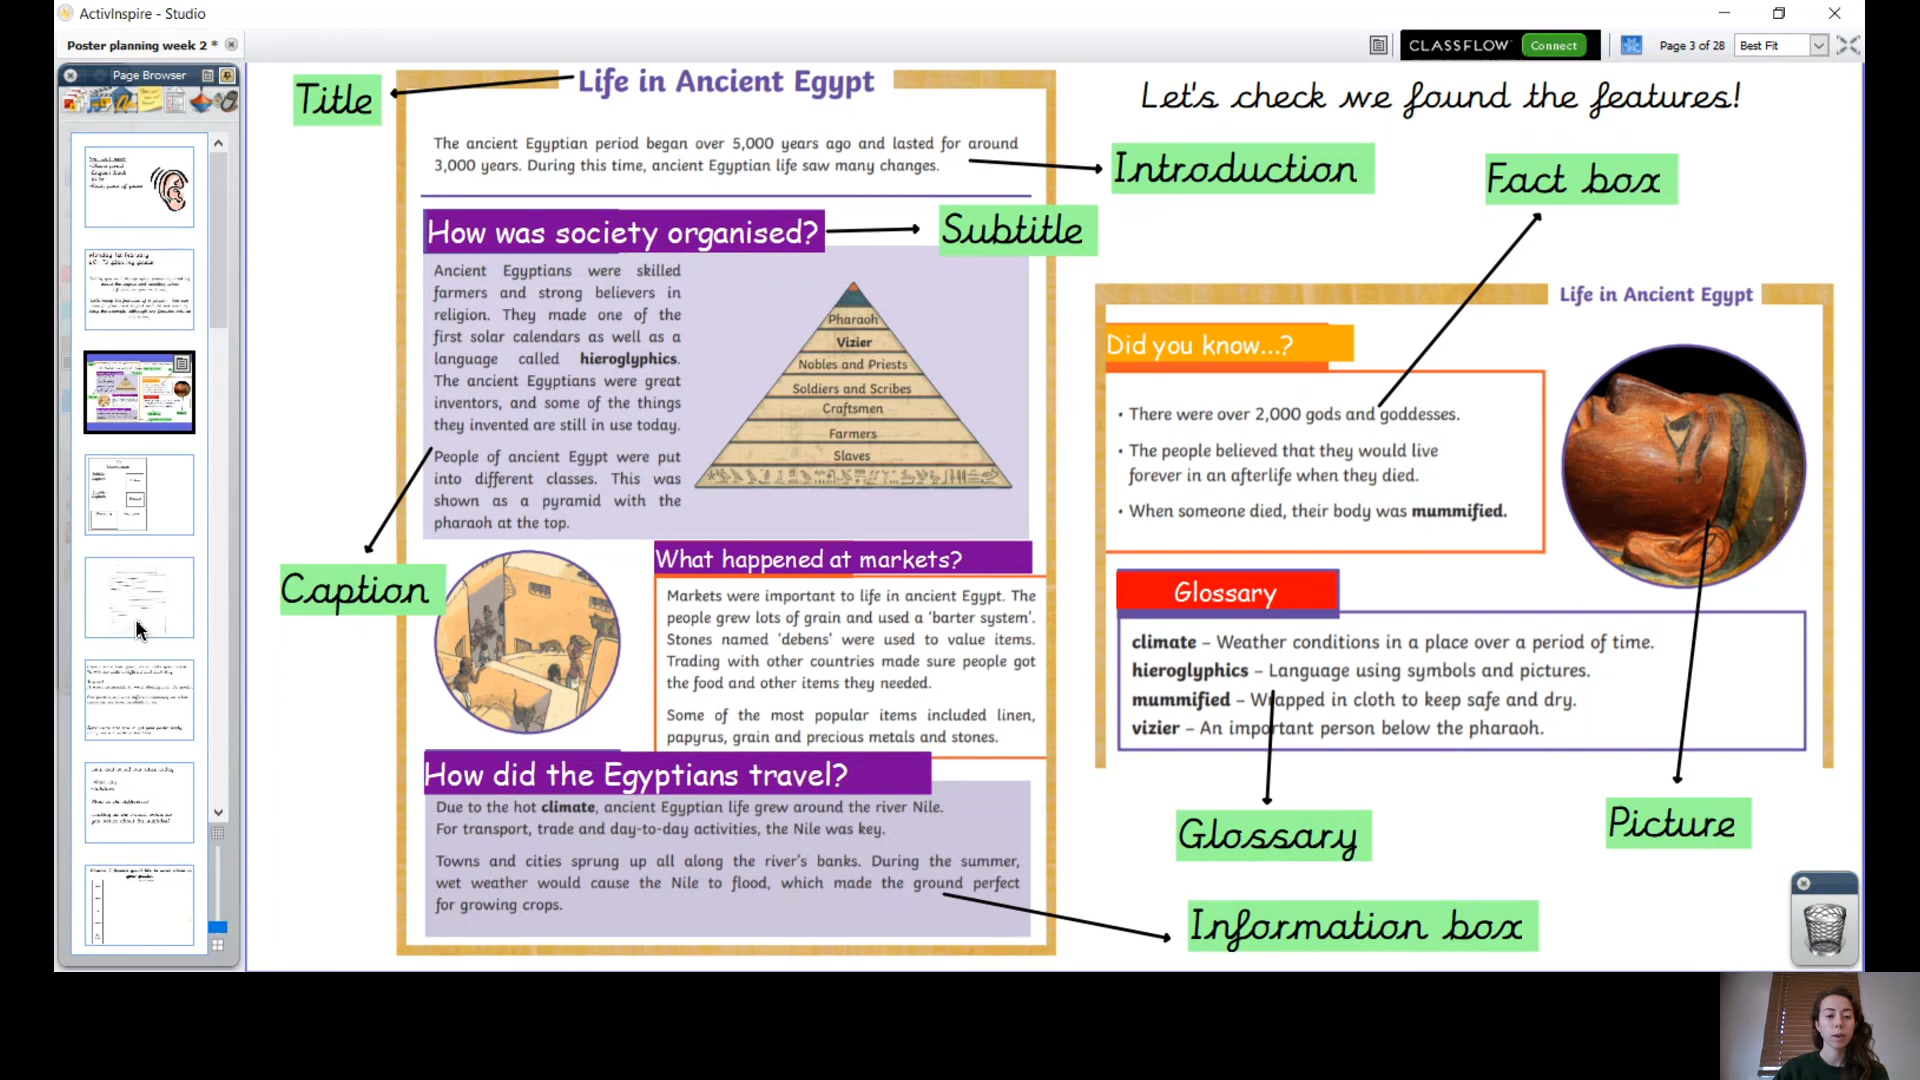 ActivInspire - Studio
Poster planning week 2 *
CLASSFLOW
Connect
Page 3 of 28
Best Fit
Page Browser
Title
Life in Ancient Egypt
Let's check we found the features!
The ancient Egyptian period began over 5,000 years ago and lasted for around
3,000 years. During this time, ancient Egyptian life saw many changes.
Introduction
Fact box
How was society organised?
Subtitle
Ancient Egyptians were skilled
farmers and strong believers in
religion. They made one of the
first solar calendars as well as a
language called hieroglyphics.
The ancient Egyptians were great
inventors, and some of the things
they invented are still in use today.
People of ancient Egypt were put
into different classes. This was
shown as a pyramid with the
pharaoh at the top.
Pharaoh
Vizier
Nobles and Priests
Soldiers and Scribes
Craftsmen
Farmers
Slaves
Caption
What happened at markets?
Markets were important to life in ancient Egypt. The
people grew lots of grain and used a ‘barter system’.
Stones named ‘debens’ were used to value items.
Trading with other countries made sure people got
the food and other items they needed.
Some of the most popular items included linen,
papyrus, grain and precious metals and stones.
How did the Egyptians travel?
Due to the hot climate, ancient Egyptian life grew around the river Nile.
For transport, trade and day-to-day activities, the Nile was key.
Towns and cities sprung up all along the river's banks. During the summer,
wet weather would cause the Nile to flood, which made the ground perfect
for growing crops.
Life in Ancient Egypt
Did you know...?
• There were over 2,000 gods and goddesses.
• The people believed that they would live
forever in an afterlife when they died.
• When someone died, their body was mummified.
Glossary
climate – Weather conditions in a place over a period of time.
hieroglyphics – Language using symbols and pictures.
mummified – Wrapped in cloth to keep safe and dry.
vizier – An important person below the pharaoh.
Glossary
Picture
Information box